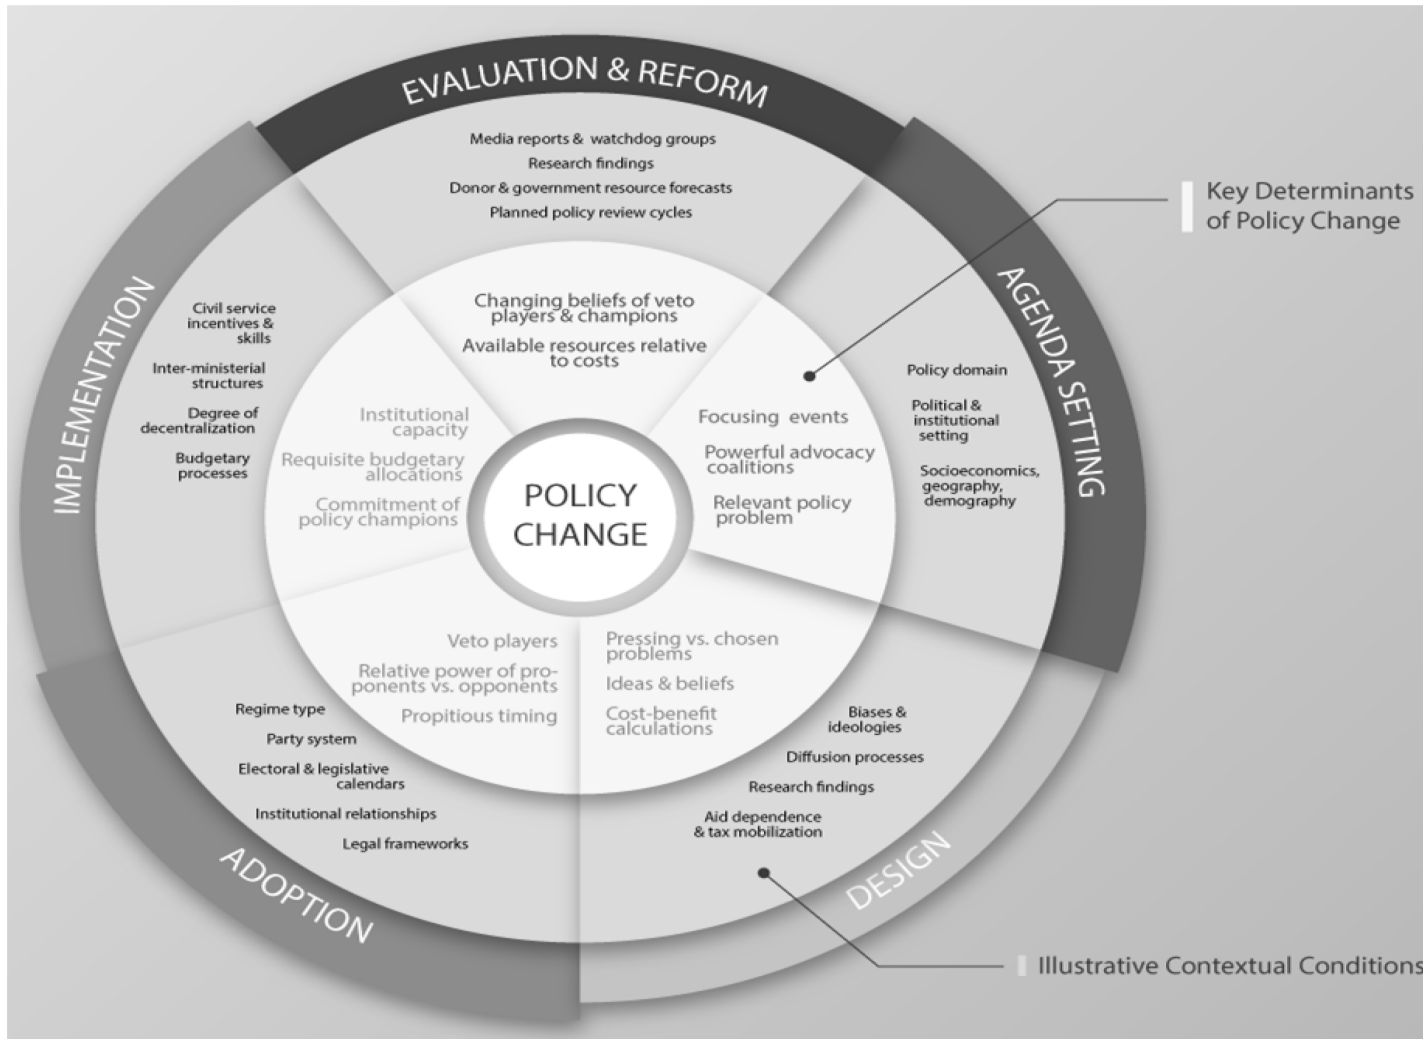 EVALUATION & REFORM
Media reports & watchdog groups
Research findings
Donor & government resource forecasts
Planned policy review cycles
Changing beliefs of veto
players & champions
Available resources relative
to costs
Key Determinants
of Policy Change
AGENDA SETTING
Policy domain
Political &
institutional
setting
Socioeconomics,
geography,
demography
Focusing events
Powerful advocacy
coalitions
Relevant policy
problem
IMPLEMENTATION
Civil service
incentives &
skills
Inter-ministerial
structures
Degree of
decentralization
Budgetary
processes
Institutional
capacity
Requisite budgetary
allocations
Commitment of
policy champions
POLICY
CHANGE
Veto players
Relative power of pro-
ponents vs. opponents
Propitious timing
Regime type
Party system
Electoral & legislative
calendars
Institutional relationships
Legal frameworks
ADOPTION
Pressing vs. chosen
problems
Ideas & beliefs
Cost-benefit
calculations
Biases &
ideologies
Diffusion processes
Research findings
Aid dependence
& tax mobilization
DESIGN
Illustrative Contextual Conditions